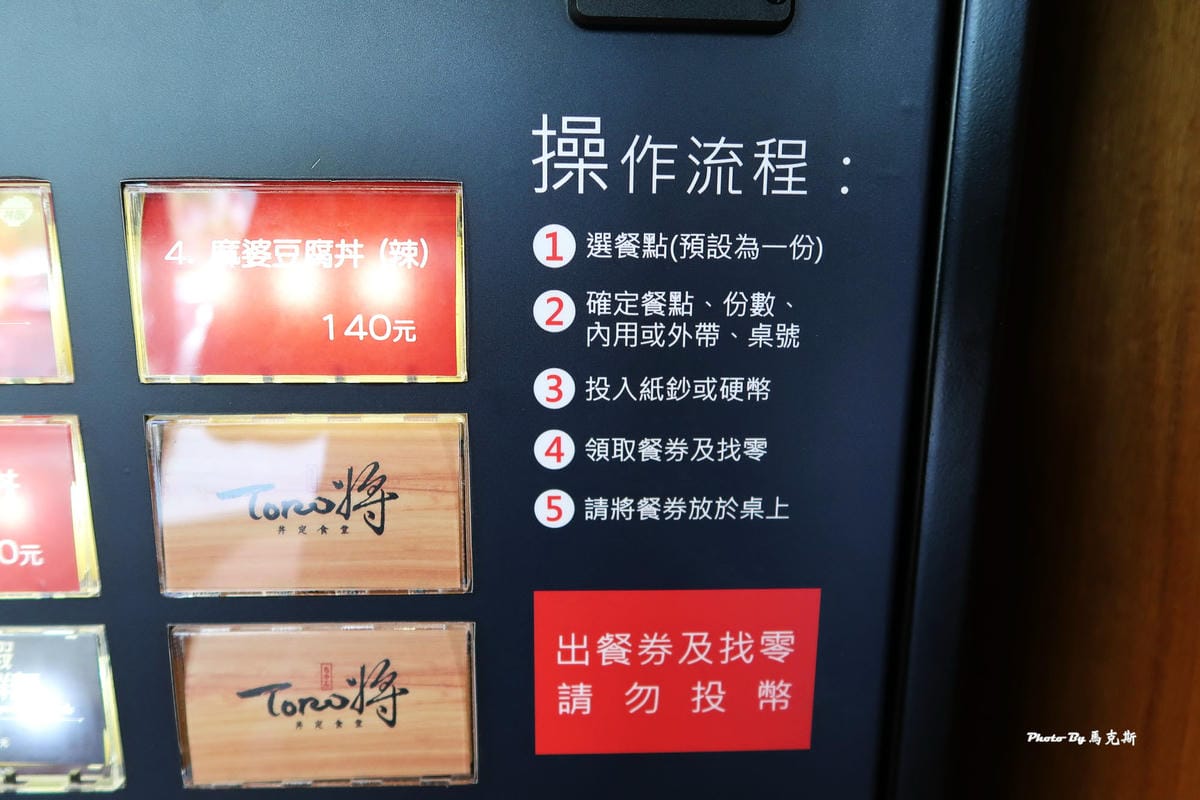 操作流程：
4. 麻婆豆腐丼 (辣)
140元
1 選餐點(預設為一份)
2 確定餐點、份數、
內用或外帶、桌號
3 投入紙鈔或硬幣
4 領取餐券及找零
5 請將餐券放於桌上
丼
0元
Toro將
丼定食堂
出餐券及找零
請勿投幣
元
Toro將
丼定食堂
Photo By 馬克斯